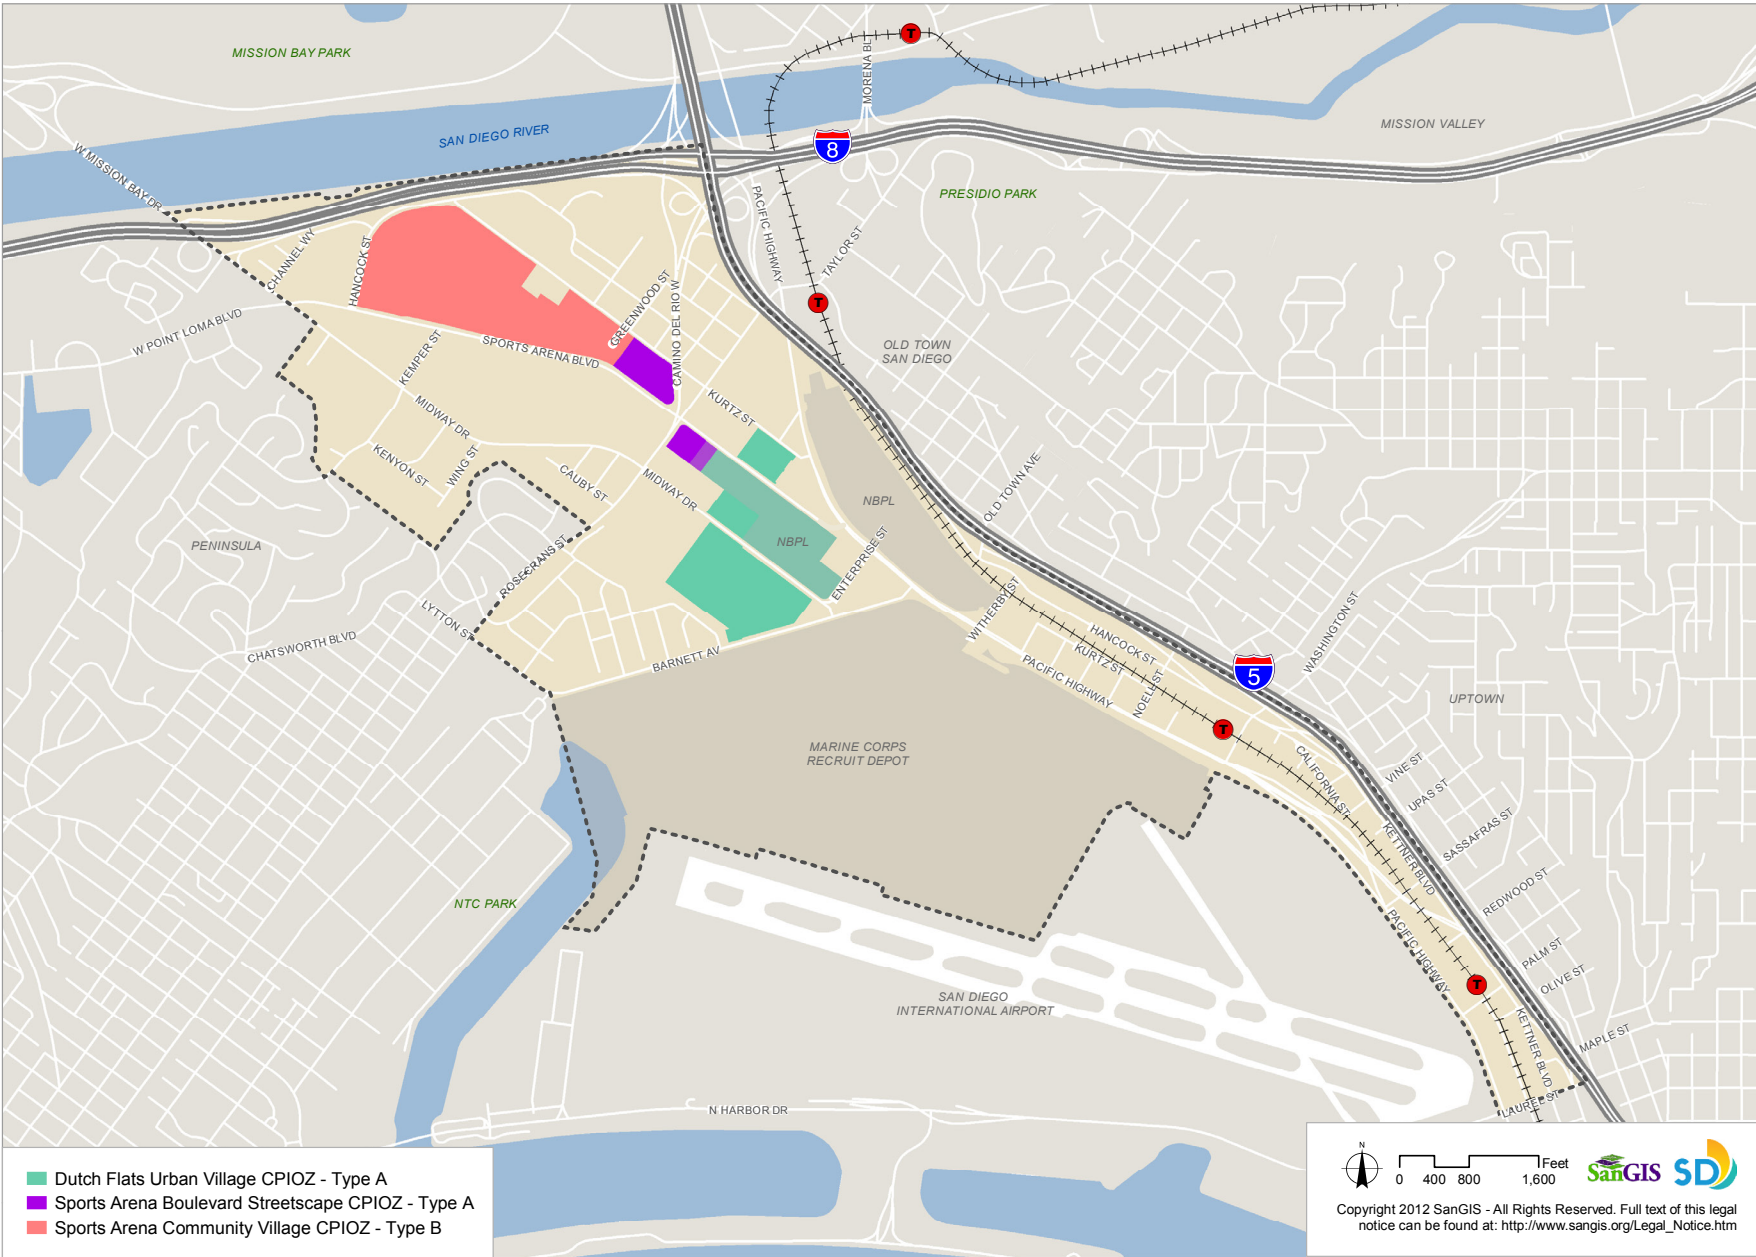 MISSION BAY PARK
T
MORENA BL
SAN DIEGO RIVER
8
MISSION VALLEY
W MISSION BAY DR
PACIFIC HIGHWAY
PRESIDIO PARK
TAYLOR ST
CHANNEL WY
HANCOCK ST
GREENWOOD ST
CAMINO DEL RIO W
T
W POINT LOMA BLVD
SPORTS ARENA BLVD
KEMPER ST
OLD TOWN
SAN DIEGO
KURTZ ST
MIDWAY DR
KENYON ST
WING ST
CAUBY ST
MIDWAY DR
NBPL
OLD TOWN AVE
PENINSULA
NBPL
ENTERPRISE ST
ROSECRANS ST
LYTTON ST
WITHERBY ST
WASHINGTON ST
CHATSWORTH BLVD
BARNETT AV
HANCOCK ST
KURTZ ST
PACIFIC HIGHWAY
NOELL ST
5
UPTOWN
T
MARINE CORPS
RECRUIT DEPOT
CALIFORNIA ST
VINE ST
UPAS ST
SASSAFRAS ST
KETTNER BLVD
REDWOOD ST
NTC PARK
PACIFIC HIGHWAY
PALM ST
OLIVE ST
T
SAN DIEGO
INTERNATIONAL AIRPORT
KETTNER BLVD
MAPLE ST
LAUREL ST
N HARBOR DR
Dutch Flats Urban Village CPIOZ - Type A
Sports Arena Boulevard Streetscape CPIOZ - Type A
Sports Arena Community Village CPIOZ - Type B
N
Feet
0 400 800 1,600
SanGIS
SD
Copyright 2012 SanGIS - All Rights Reserved. Full text of this legal
notice can be found at: http://www.sangis.org/Legal_Notice.htm